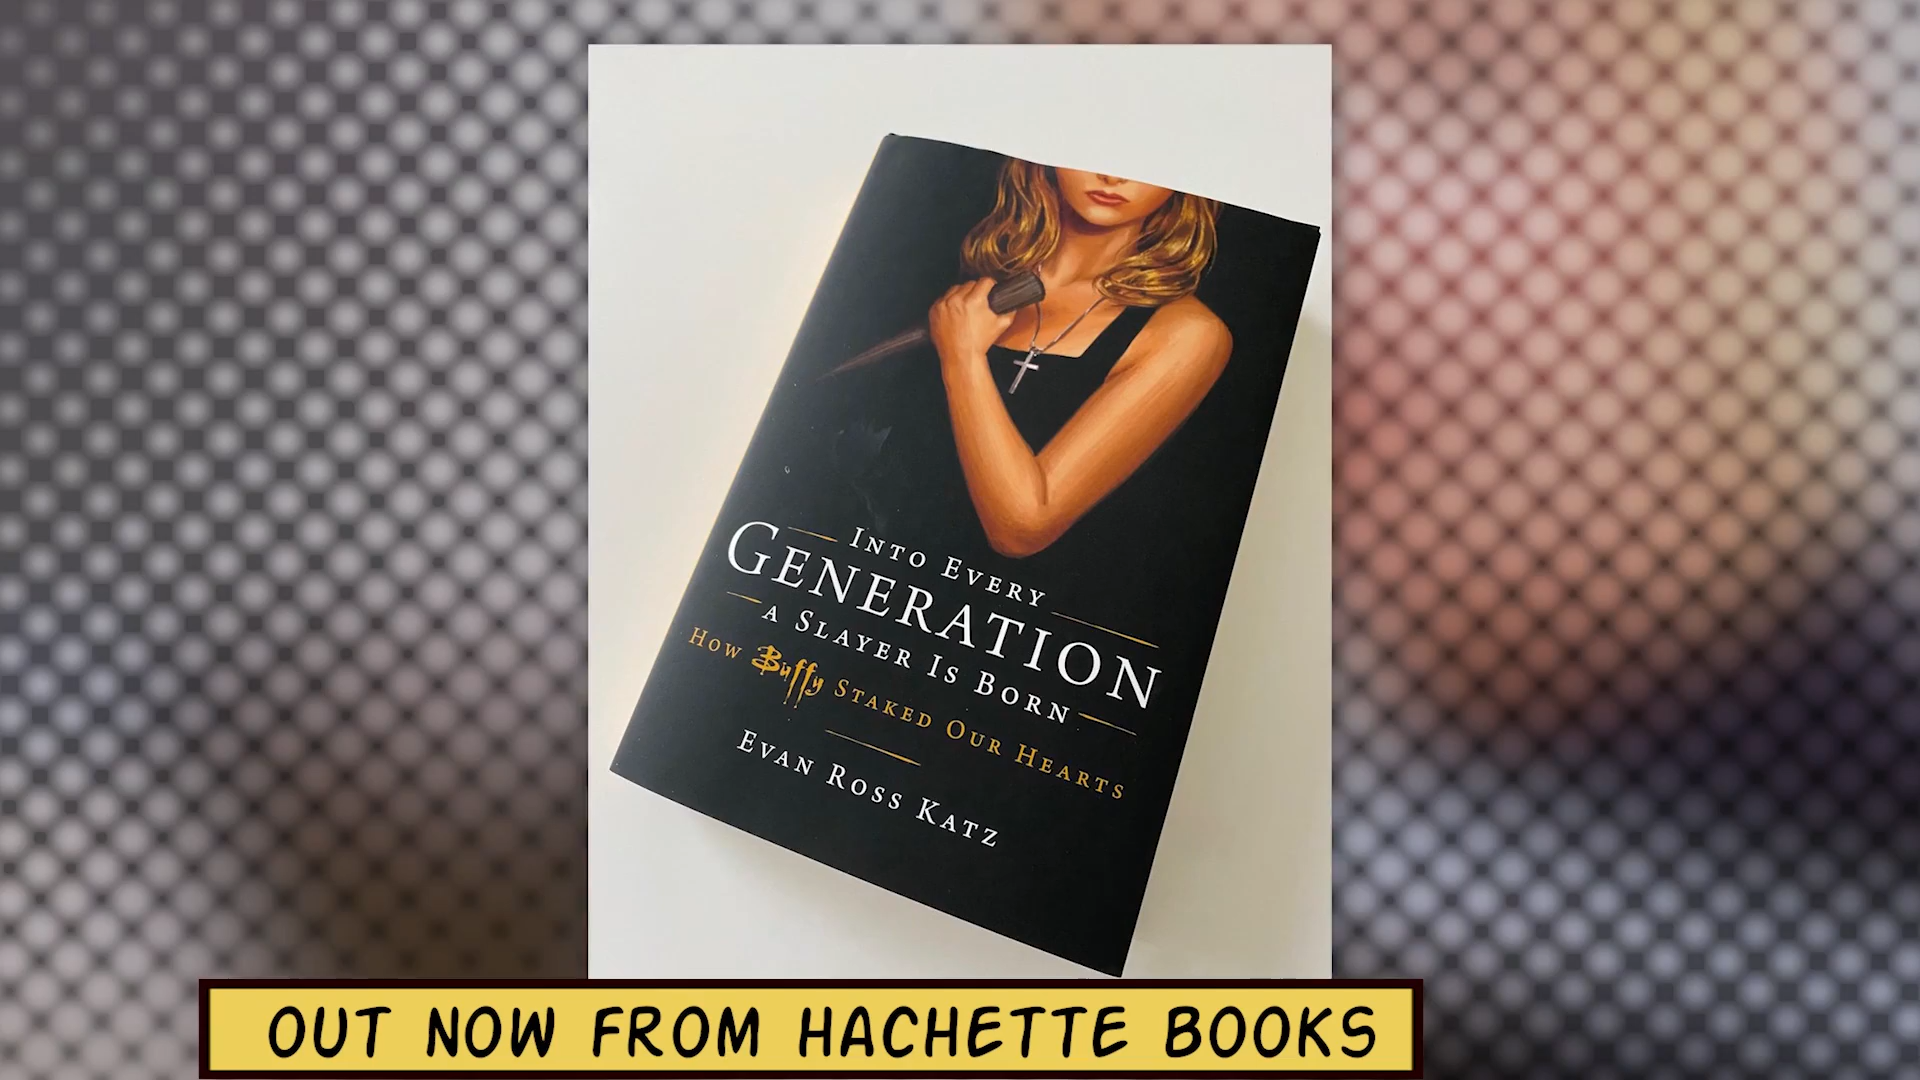 INTO EVERY
GENERATION
A SLAYER IS BORN
HOW Buffy STAKED OUR HEARTS
EVAN ROSS KATZ
OUT NOW FROM HACHETTE BOOKS